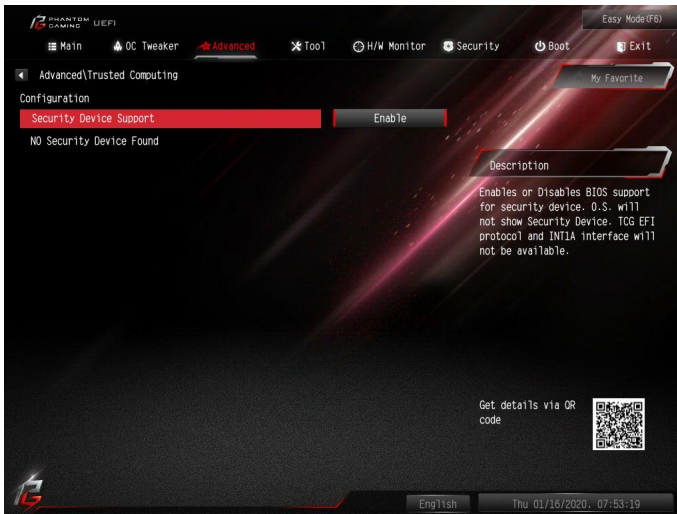 PHANTOM GAMING UEFI
Easy Mode(F6)
Main OC Tweaker Advanced Tool H/W Monitor Security Boot Exit
Advanced\Trusted Computing
My Favorite
Configuration
Security Device Support Enable
NO Security Device Found
Description
Enables or Disables BIOS support
for security device. O.S. will
not show Security Device. TCG EFI
protocol and INT1A interface will
not be available.
Get details via QR
code
English Thu 01/16/2020. 07:53:19